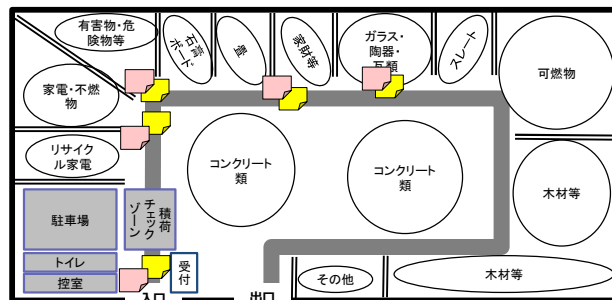 有害物・危
険物等
石膏
ボード
畳
家財等
ガラス・
陶器・
瓦類
スレート
可燃物
家電・不燃
物
リサイク
ル家電
コンクリート
類
コンクリート
類
木材等
駐車場
積荷
チェック
ゾーン
トイレ
控室
受付
入口
出口
その他
木材等